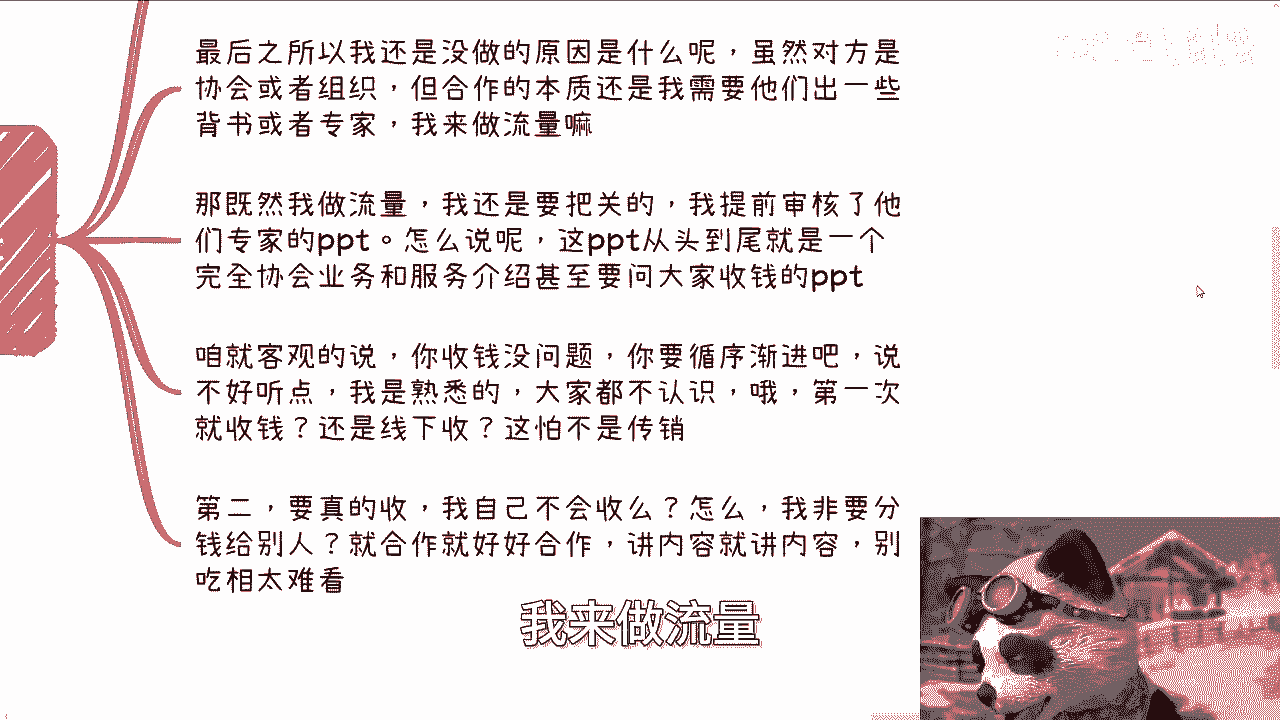 最后之所以我还是没做的原因是什么呢，虽然对方是
协会或者组织，但合作的本质还是我需要他们出一些
背书或者专家，我来做流量嘛
那既然我做流量，我还是要把关的，我提前审核了他
们专家的ppt。怎么说呢，这ppt从头到尾就是一个
完全协会业务和服务介绍甚至要问大家收钱的ppt
咱就客观的说，你收钱没问题，你要循序渐进吧，说
不好听点，我是熟悉的，大家都不认识，哦，第一次
就收钱？还是线下收？这怕不是传销
第二，要真的收，我自己不会收么？怎么，我非要分
钱给别人？就合作就好好合作，讲内容就讲内容，别
吃相太难看
我来做流量